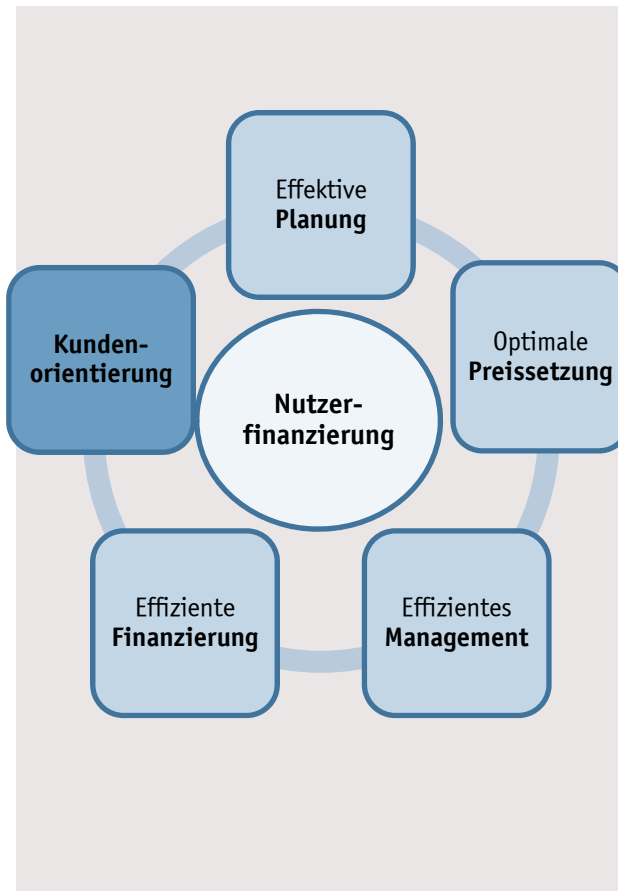 Effektive
Planung
Kunden-
orientierung
Optimale
Preissetzung
Nutzer-
finanzierung
Effiziente
Finanzierung
Effizientes
Management